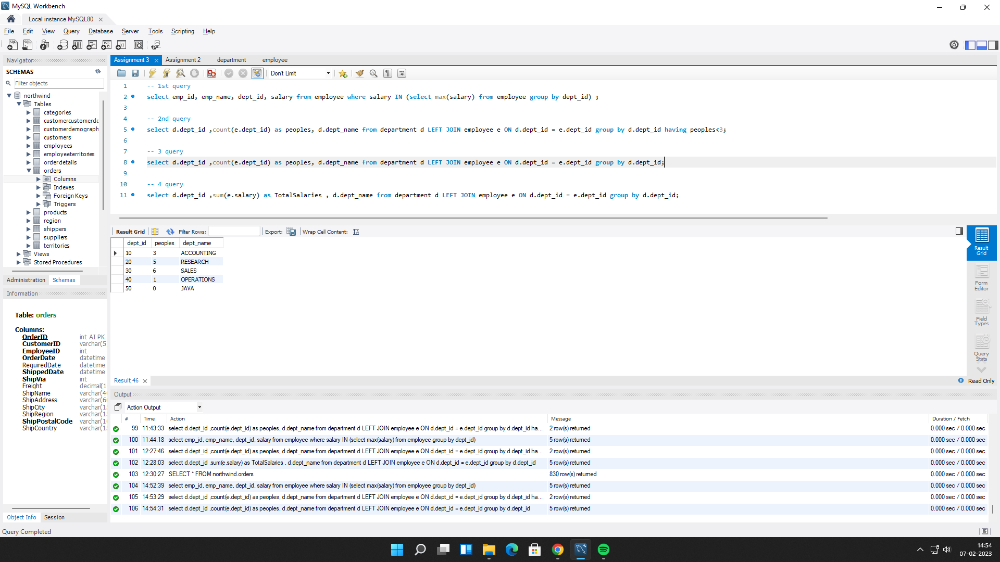 MySQL Workbench
Local instance MySQL80
File Edit View Query Database Server Tools Scripting Help
Navigator
SCHEMAS
Filter objects
northwind
Tables
categories
customercustomerde
customerdemograph
customers
employees
employeeterritories
orderdetails
orders
Columns
Indexes
Foreign Keys
Triggers
products
region
shippers
suppliers
territories
Views
Stored Procedures
Administration Schemas
Information
Table: orders
Columns:
OrderID int AI PK
CustomerID varchar(5)
EmployeeID int
OrderDate datetime
RequiredDate datetime
ShippedDate datetime
ShipVia int
Freight decimal(1
ShipName varchar(4
ShipAddress varchar(6
ShipCity varchar(1
ShipRegion varchar(1
ShipPostalCode varchar(1
ShipCountry varchar(1
Object Info Session
Query Completed
Assignment 3 Assignment 2 department employee
Don't Limit
1 -- 1st query
2 select emp_id, emp_name, dept_id, salary from employee where salary IN (select max(salary) from employee group by dept_id) ;
3
4 -- 2nd query
5 select d.dept_id ,count(e.dept_id) as peoples, d.dept_name from department d LEFT JOIN employee e ON d.dept_id = e.dept_id group by d.dept_id having peoples<3;
6
7 -- 3 query
8 select d.dept_id ,count(e.dept_id) as peoples, d.dept_name from department d LEFT JOIN employee e ON d.dept_id = e.dept_id group by d.dept_id;
9
10 -- 4 query
11 select d.dept_id ,sum(e.salary) as TotalSalaries , d.dept_name from department d LEFT JOIN employee e ON d.dept_id = e.dept_id group by d.dept_id;
Result Grid Filter Rows: Export: Wrap Cell Content:
dept_id peoples dept_name
10 3 ACCOUNTING
20 5 RESEARCH
30 6 SALES
40 1 OPERATIONS
50 0 JAVA
Result Grid
Form Editor
Field Types
Query Stats
Result 46
Read Only
Output
Action Output
# Time Action Message Duration / Fetch
99 11:43:33 select d.dept_id ,count(e.dept_id) as peoples, d.dept_name from department d LEFT JOIN employee e ON d.dept_id = e.dept_id group by d.dept_id ha... 2 row(s) returned 0.000 sec / 0.000 sec
100 11:44:18 select emp_id, emp_name, dept_id, salary from employee where salary IN (select max(salary) from employee group by dept_id) 5 row(s) returned 0.000 sec / 0.000 sec
101 12:27:46 select d.dept_id ,count(e.dept_id) as peoples, d.dept_name from department d LEFT JOIN employee e ON d.dept_id = e.dept_id group by d.dept_id ha... 2 row(s) returned 0.000 sec / 0.000 sec
102 12:28:03 select d.dept_id ,sum(e.salary) as TotalSalaries , d.dept_name from department d LEFT JOIN employee e ON d.dept_id = e.dept_id group by d.dept_id 5 row(s) returned 0.000 sec / 0.000 sec
103 12:30:27 SELECT * FROM northwind.orders 830 row(s) returned 0.000 sec / 0.000 sec
104 14:52:39 select emp_id, emp_name, dept_id, salary from employee where salary IN (select max(salary) from employee group by dept_id) 5 row(s) returned 0.000 sec / 0.000 sec
105 14:53:29 select d.dept_id ,count(e.dept_id) as peoples, d.dept_name from department d LEFT JOIN employee e ON d.dept_id = e.dept_id group by d.dept_id ha... 2 row(s) returned 0.000 sec / 0.000 sec
106 14:54:31 select d.dept_id ,count(e.dept_id) as peoples, d.dept_name from department d LEFT JOIN employee e ON d.dept_id = e.dept_id group by d.dept_id 5 row(s) returned 0.000 sec / 0.000 sec
14:54
07-02-2023